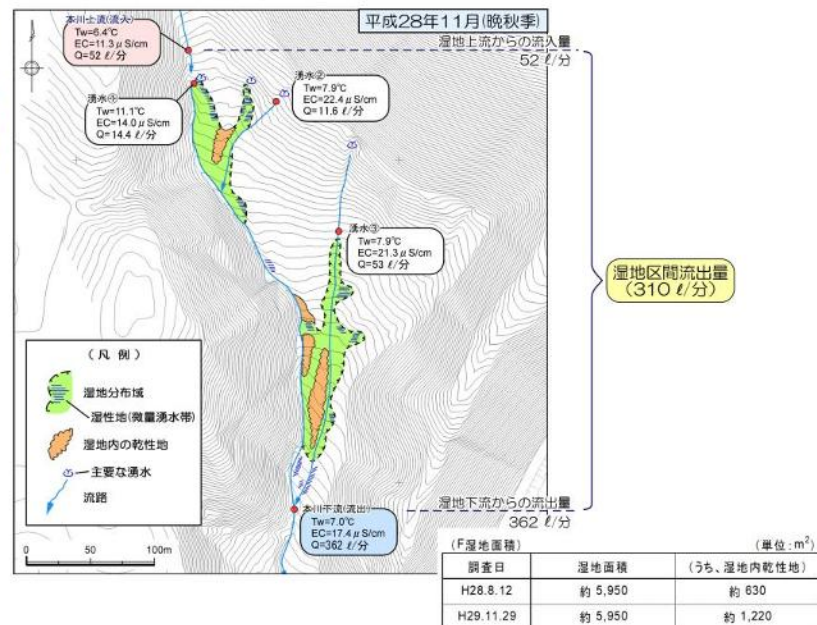 平成28年11月(晩秋季)
本川上流(流入)
Tw=6.4℃
EC=11.3μS/cm
Q=52ℓ/分
湿地上流からの流入量
52 ℓ/分
湧水①
Tw=11.1℃
EC=14.0μS/cm
Q=14.4ℓ/分
湧水②
Tw=7.9℃
EC=22.4μS/cm
Q=11.6ℓ/分
湧水③
Tw=7.9℃
EC=21.3μS/cm
Q=53ℓ/分
湿地区間流出量
(310 ℓ/分)
(凡 例)
湿地分布域
湿性地(微量湧水帯)
湿地内の乾性地
主要な湧水
流路
0 50 100m
本川下流(流出)
Tw=7.0℃
EC=17.4μS/cm
Q=362ℓ/分
湿地下流からの流出量
362 ℓ/分
(F湿地面積) (単位:m²)
調査日 湿地面積 (うち、湿地内乾性地)
H28.8.12 約 5,950 約 630
H29.11.29 約 5,950 約 1,220